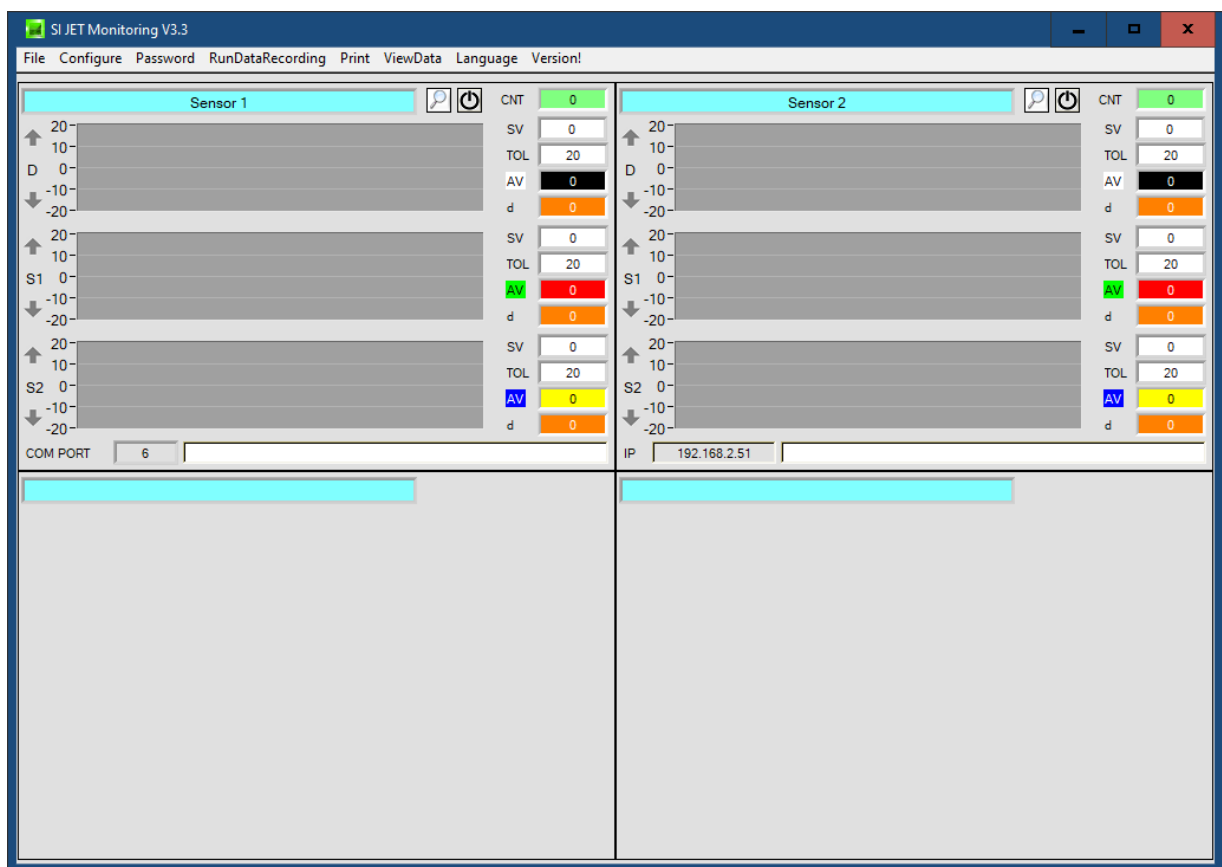 SI JET Monitoring V3.3
File Configure Password RunDataRecording Print ViewData Language Version!
Sensor 1
CNT 0
20
10
D 0
-10
-20
SV 0
TOL 20
AV 0
d 0
20
10
S1 0
-10
-20
SV 0
TOL 20
AV 0
d 0
20
10
S2 0
-10
-20
SV 0
TOL 20
AV 0
d 0
COM PORT 6
Sensor 2
CNT 0
20
10
D 0
-10
-20
SV 0
TOL 20
AV 0
d 0
20
10
S1 0
-10
-20
SV 0
TOL 20
AV 0
d 0
20
10
S2 0
-10
-20
SV 0
TOL 20
AV 0
d 0
IP 192.168.2.51